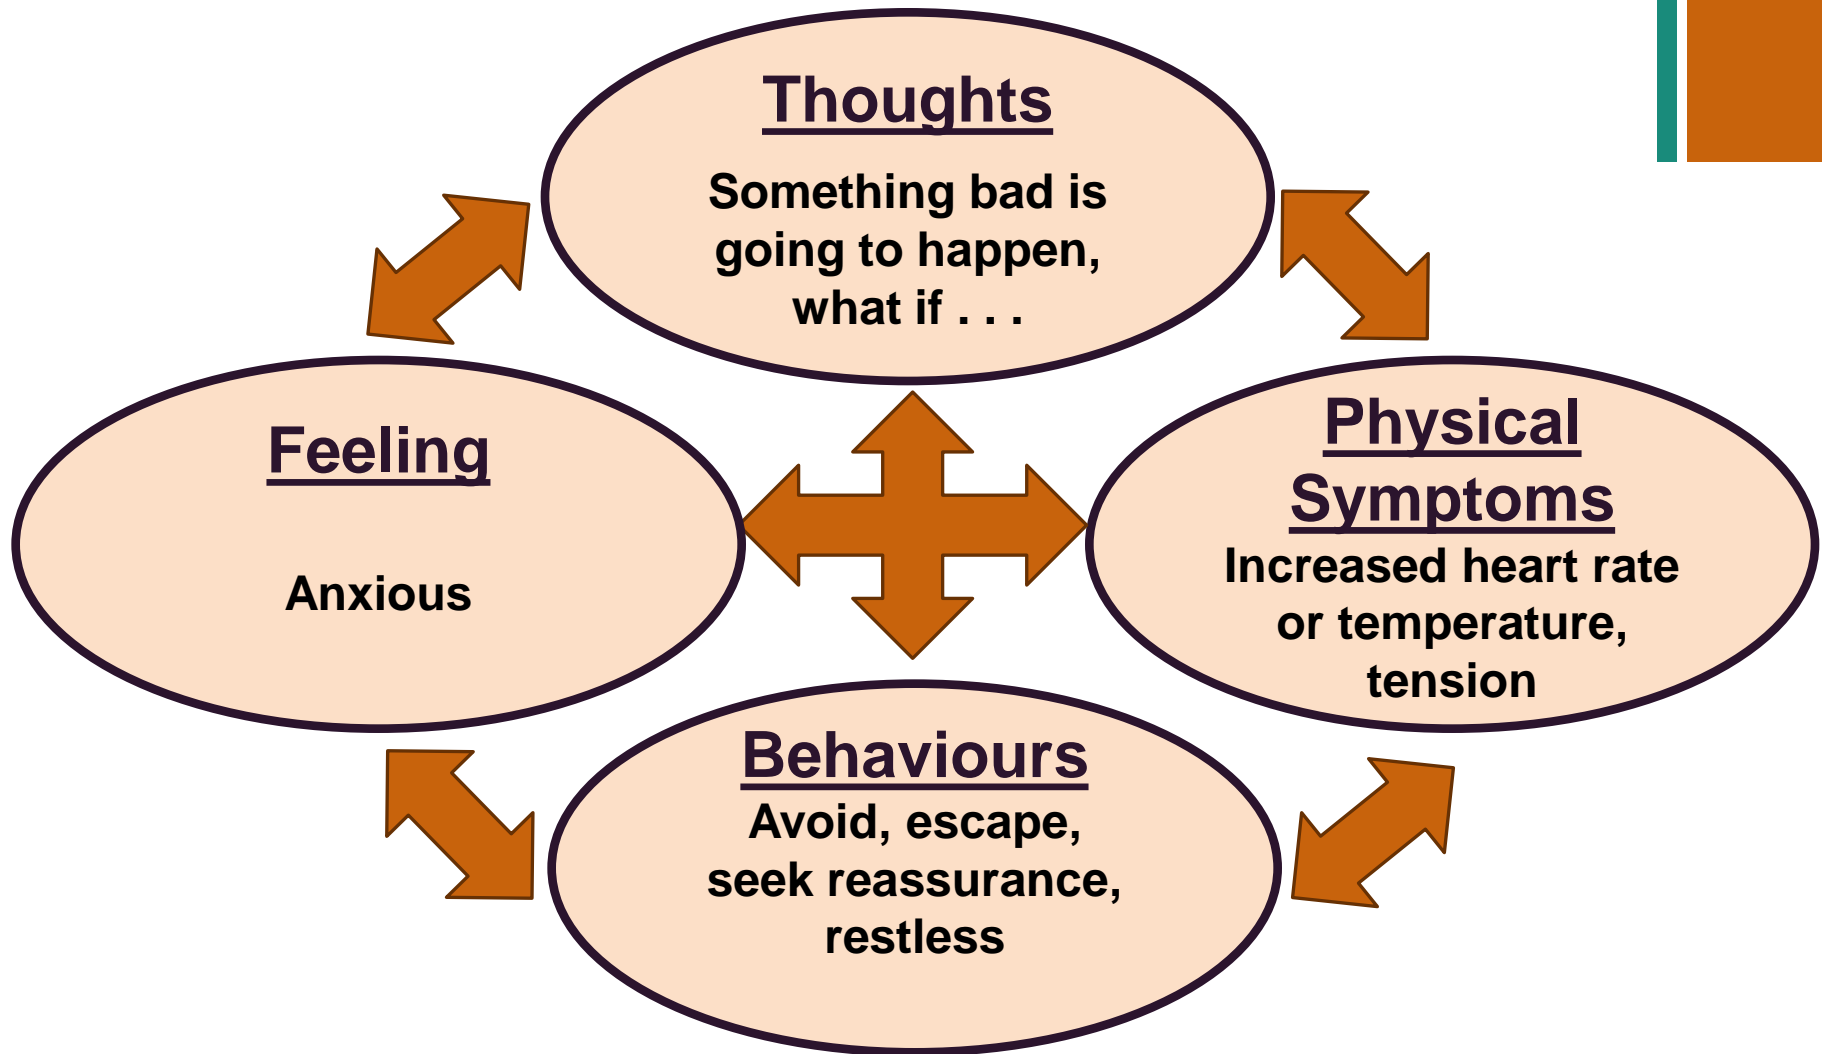 Thoughts
Something bad is
going to happen,
what if . . .
Feeling
Anxious
Physical
Symptoms
Increased heart rate
or temperature,
tension
Behaviours
Avoid, escape,
seek reassurance,
restless